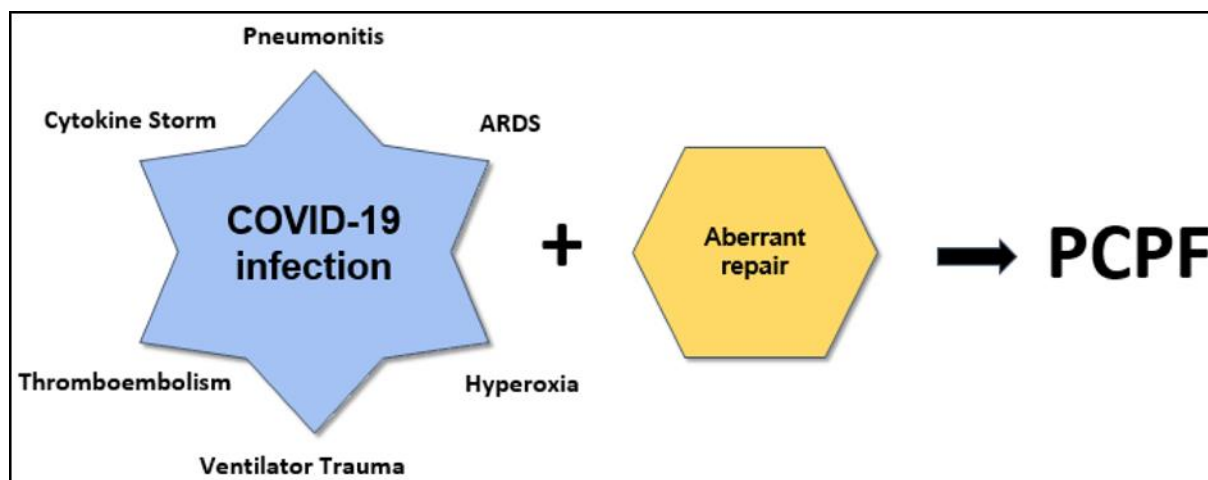 Pneumonitis
Cytokine Storm
ARDS
COVID-19
infection
+
Aberrant
repair
PCPF
Thromboembolism
Hyperoxia
Ventilator Trauma